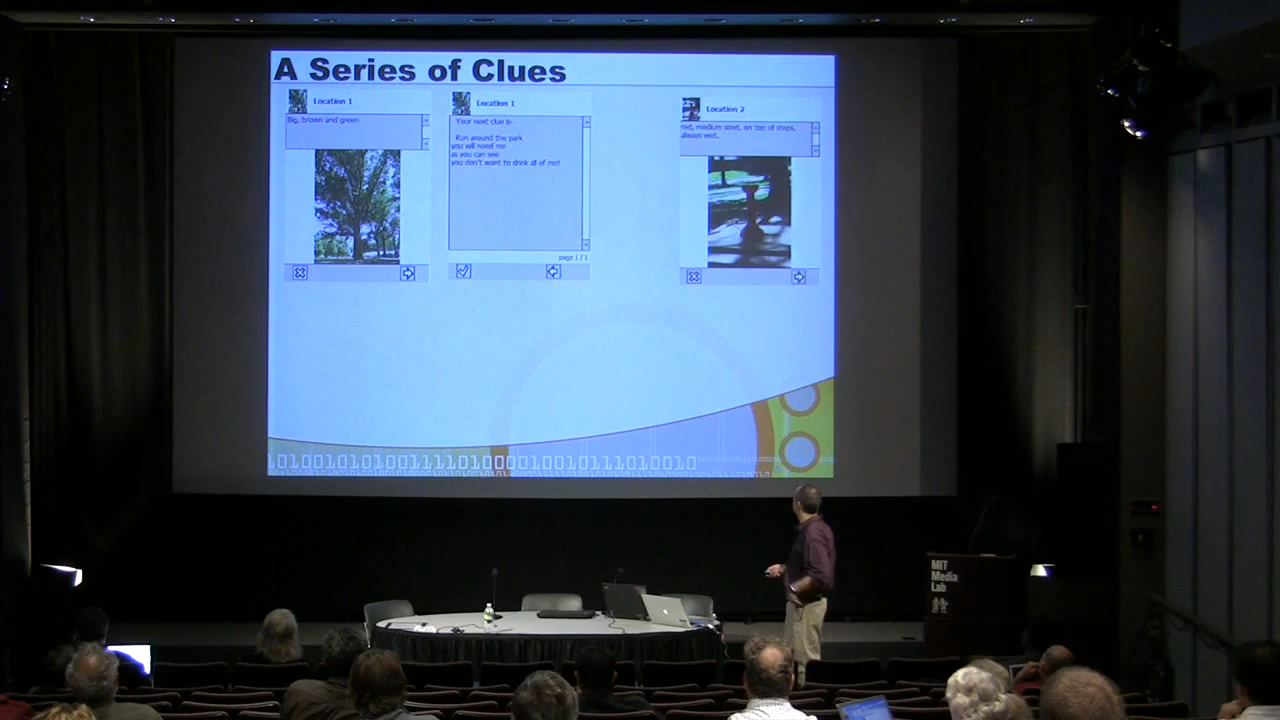 A Series of Clues
Location 1
Big, brown and green
Location 1
Your next clue is-
Run around the park
you will need me
as you can see
you don't want to drink all of me!
page 1/1
Location 2
red, medium sized, on top of steps,
always wet.
MIT
Media
Lab